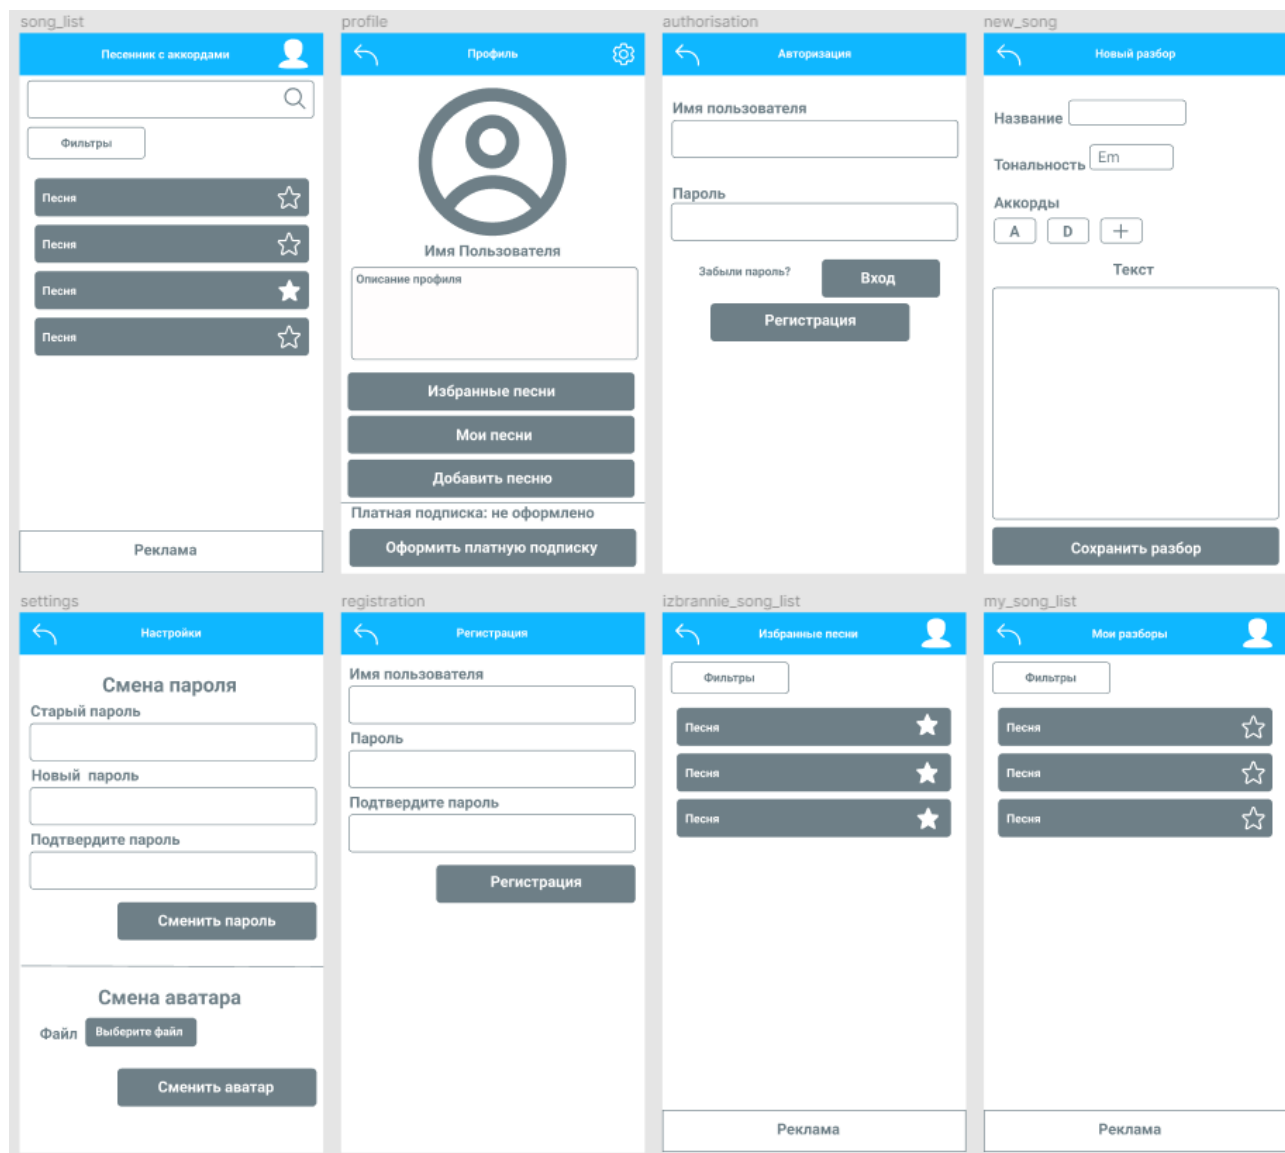 song_list
Песенник с аккордами
Фильтры
Песня
Песня
Песня
Песня
Реклама
profile
Профиль
Имя Пользователя
Описание профиля
Избранные песни
Мои песни
Добавить песню
Платная подписка: не оформлено
Оформить платную подписку
authorisation
Авторизация
Имя пользователя
Пароль
Забыли пароль?
Вход
Регистрация
new_song
Новый разбор
Название
Тональность Em
Аккорды
A D +
Текст
Сохранить разбор
settings
Настройки
Смена пароля
Старый пароль
Новый пароль
Подтвердите пароль
Сменить пароль
Смена аватара
Файл Выберите файл
Сменить аватар
registration
Регистрация
Имя пользователя
Пароль
Подтвердите пароль
Регистрация
izbrannie_song_list
Избранные песни
Фильтры
Песня
Песня
Песня
Реклама
my_song_list
Мои разборы
Фильтры
Песня
Песня
Песня
Реклама